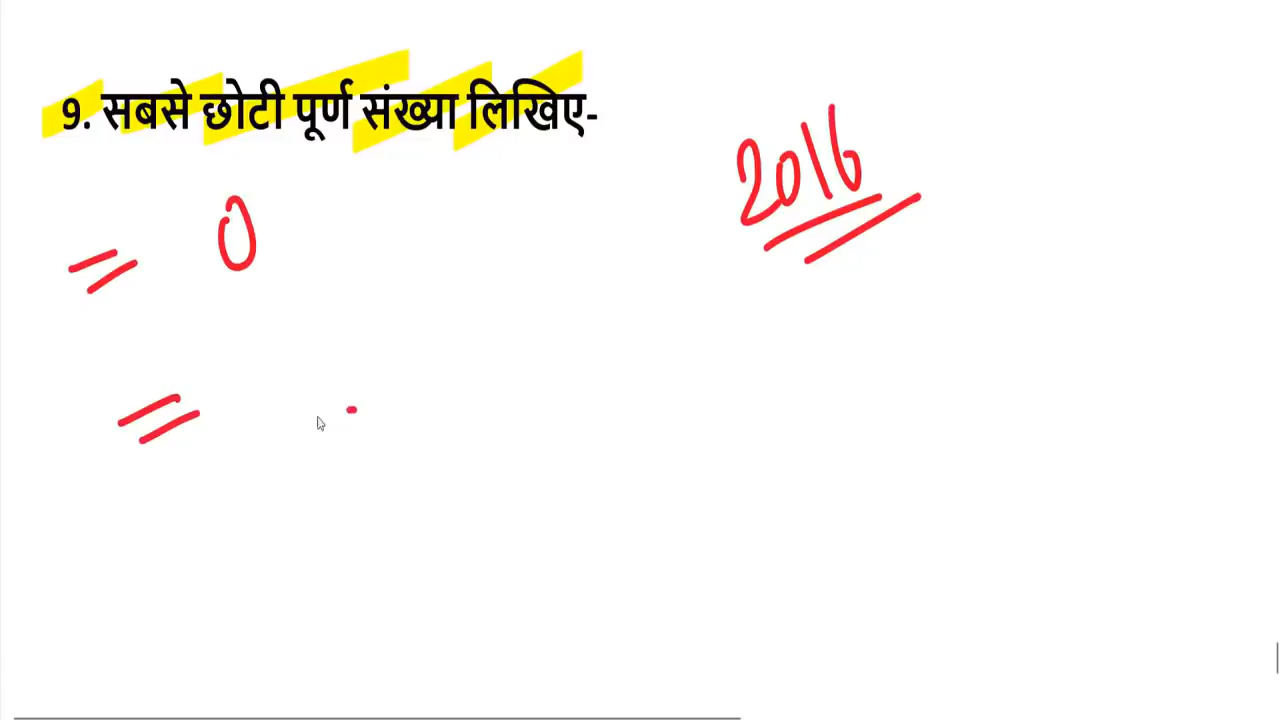 9. सबसे छोटी पूर्ण संख्या लिखिए-
2016
= 0
=